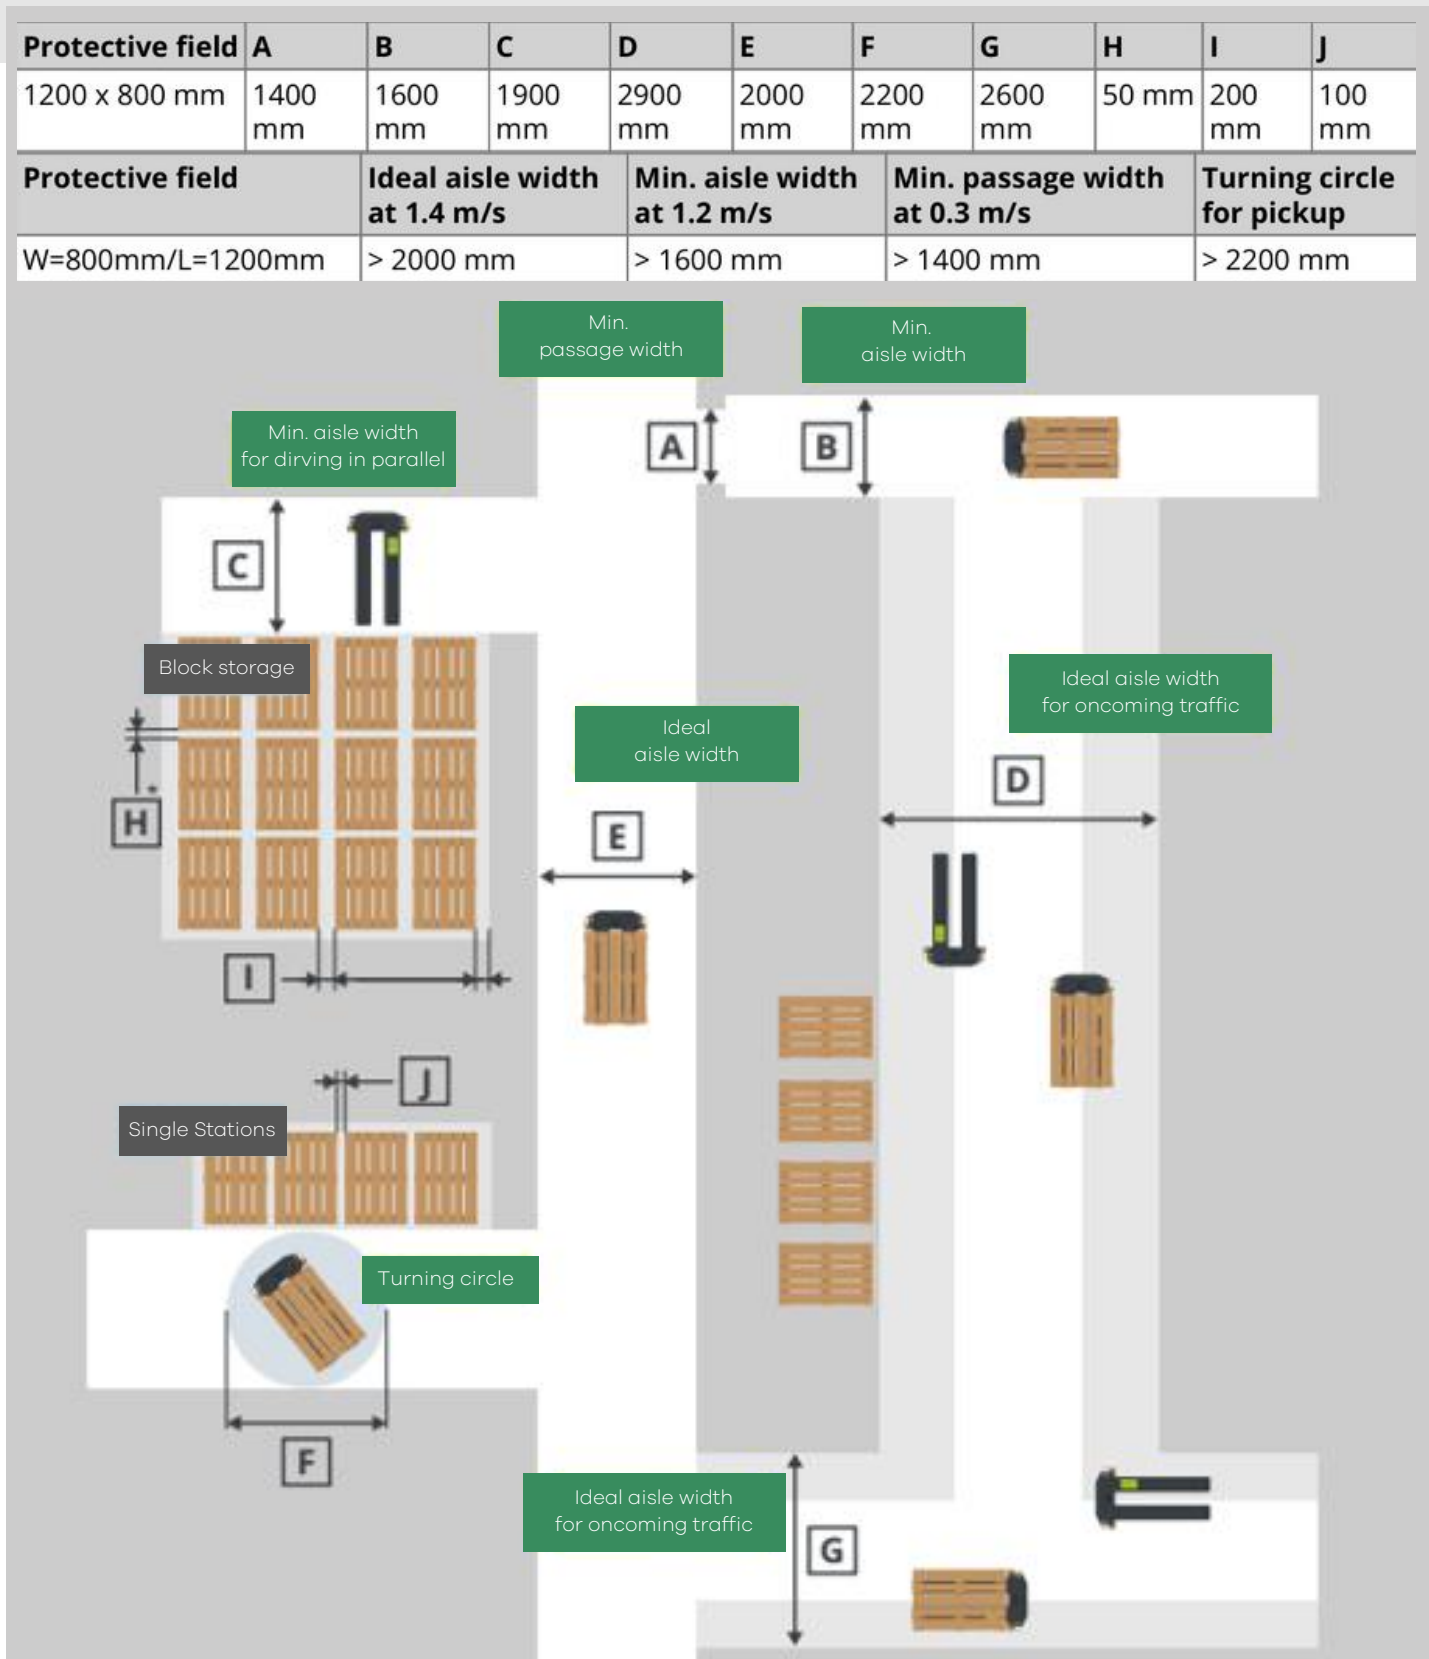 Protective field A B C D E F G H I J
1200 x 800 mm 1400 mm 1600 mm 1900 mm 2900 mm 2000 mm 2200 mm 2600 mm 50 mm 200 mm 100 mm
Protective field Ideal aisle width at 1.4 m/s Min. aisle width at 1.2 m/s Min. passage width at 0.3 m/s Turning circle for pickup
W=800mm/L=1200mm > 2000 mm > 1600 mm > 1400 mm > 2200 mm
Min.
passage width
Min.
aisle width
Min. aisle width
for dirving in parallel
A
B
C
Block storage
Ideal aisle width
for oncoming traffic
Ideal
aisle width
D
H
*
E
I
J
Single Stations
Turning circle
F
Ideal aisle width
for oncoming traffic
G